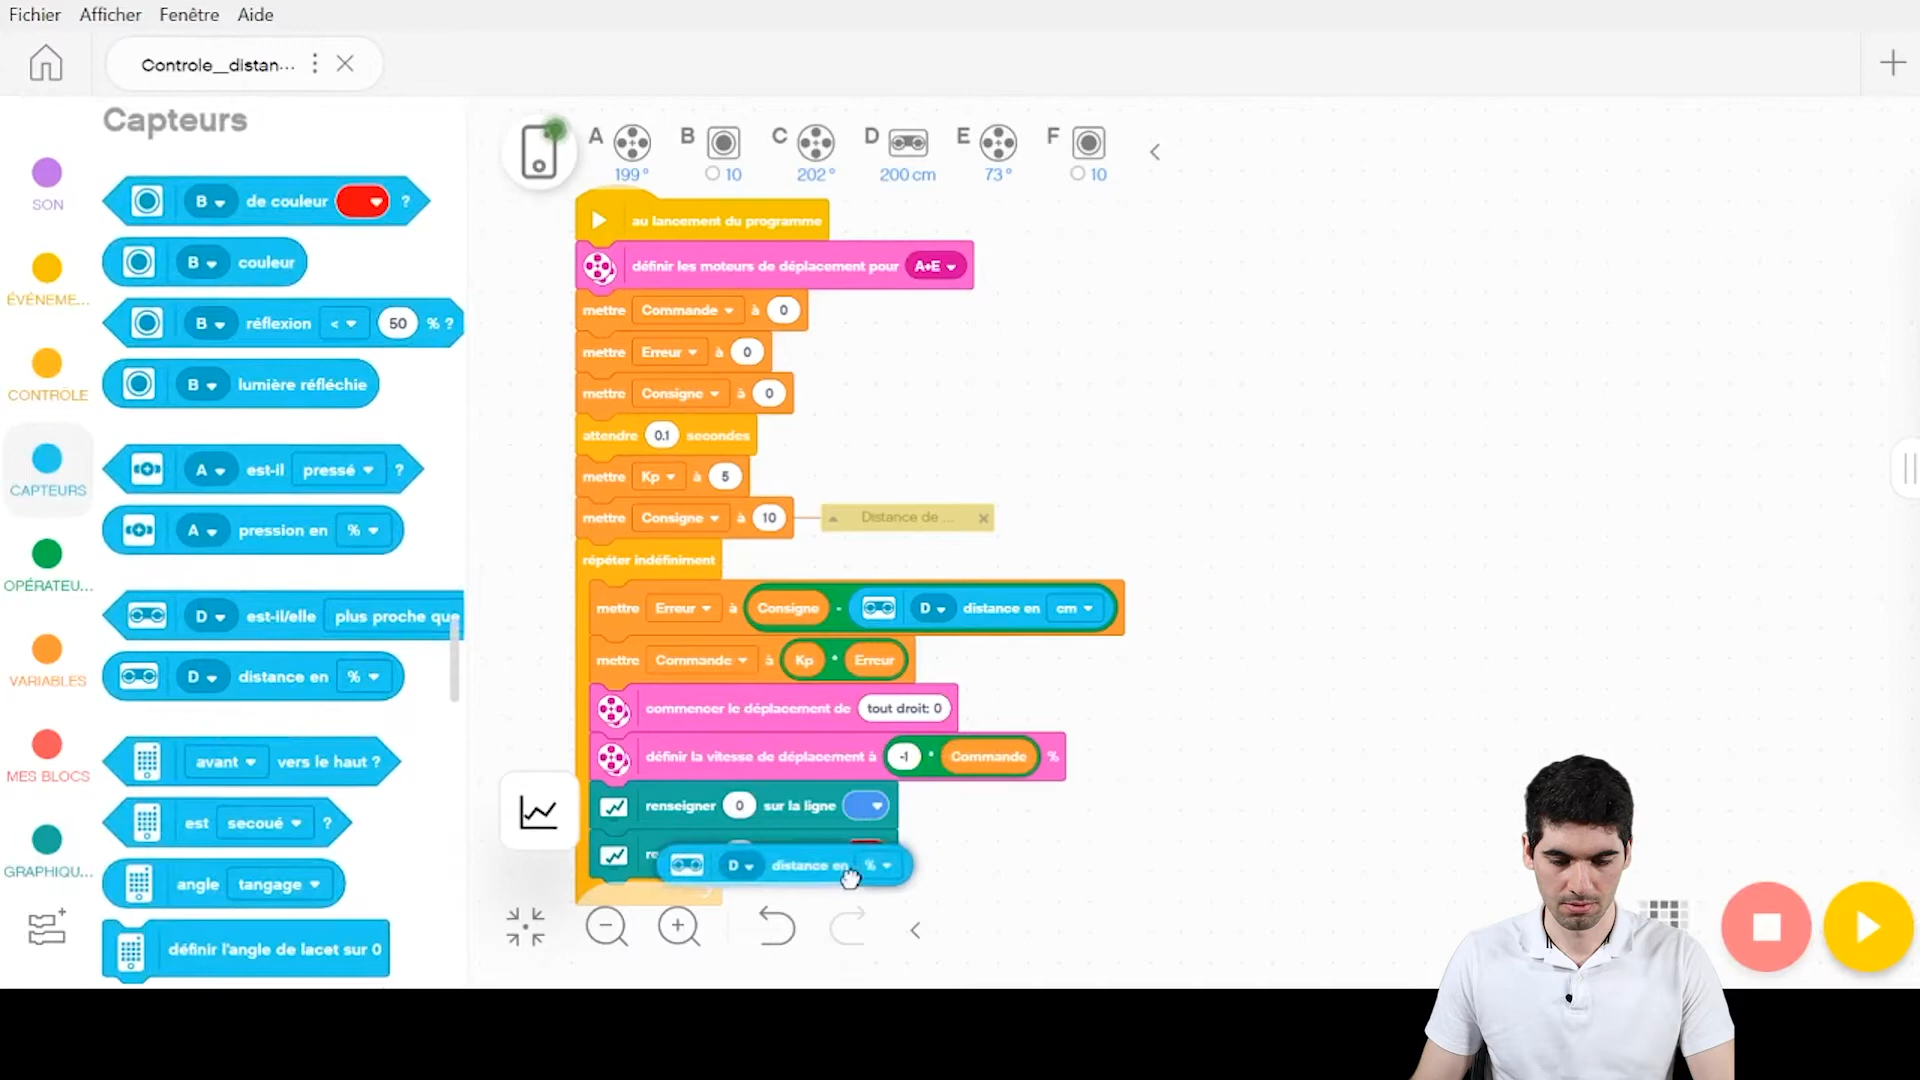 Fichier Afficher Fenêtre Aide
Controle_distan...
Capteurs
SON
ÉVÉNEME...
CONTRÔLE
CAPTEURS
OPÉRATEU...
VARIABLES
MES BLOCS
GRAPHIQU...
B de couleur ?
B couleur
B réflexion < 50 % ?
B lumière réfléchie
A est-il pressé ?
A pression en %
D est-il/elle plus proche que
D distance en %
avant vers le haut ?
est secoué ?
angle tangage
définir l'angle de lacet sur 0
A 199° B 10 C 202° D 200 cm E 73° F 10
au lancement du programme
définir les moteurs de déplacement pour A+E
mettre Commande à 0
mettre Erreur à 0
mettre Consigne à 0
attendre 0.1 secondes
mettre Kp à 5
mettre Consigne à 10
Distance de ...
répéter indéfiniment
mettre Erreur à Consigne - D distance en cm
mettre Commande à Kp * Erreur
commencer le déplacement de tout droit: 0
définir la vitesse de déplacement à -1 * Commande %
renseigner 0 sur la ligne
D distance en %